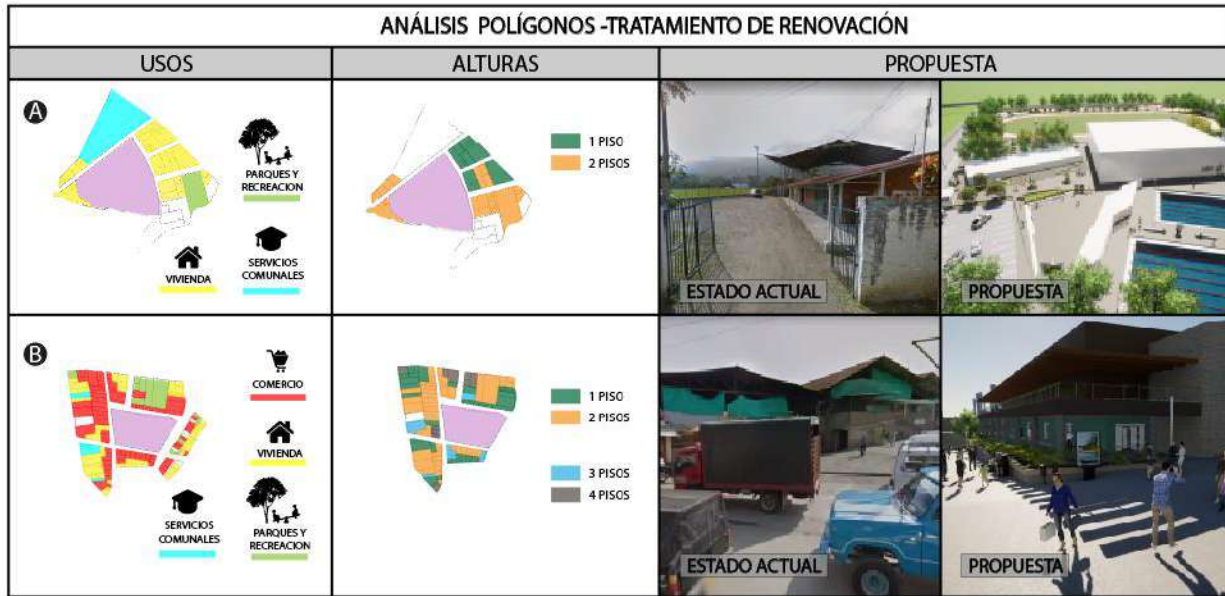 ANÁLISIS POLÍGONOS -TRATAMIENTO DE RENOVACIÓN
USOS
ALTURAS
PROPUESTA
A
PARQUES Y
RECREACION
VIVIENDA
SERVICIOS
COMUNALES
1 PISO
2 PISOS
ESTADO ACTUAL
PROPUESTA
B
COMERCIO
VIVIENDA
SERVICIOS
COMUNALES
PARQUES Y
RECREACION
1 PISO
2 PISOS
3 PISOS
4 PISOS
ESTADO ACTUAL
PROPUESTA